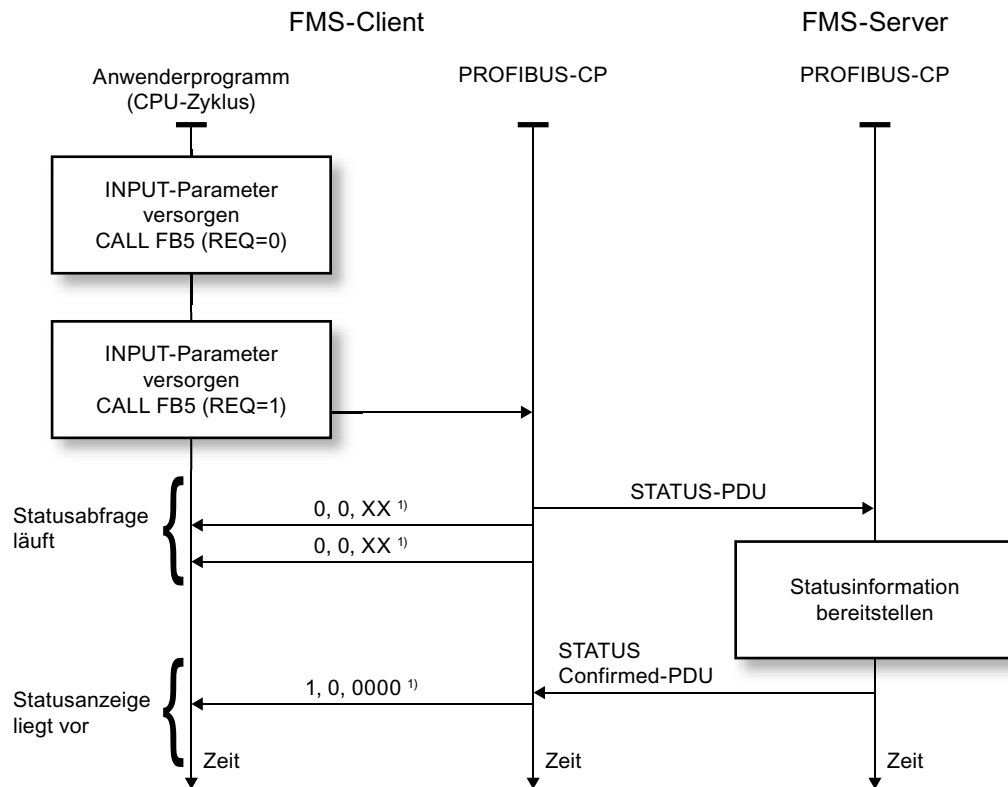 FMS-Client
FMS-Server
Anwenderprogramm
(CPU-Zyklus)
PROFIBUS-CP
PROFIBUS-CP
INPUT-Parameter
versorgen
CALL FB5 (REQ=0)
INPUT-Parameter
versorgen
CALL FB5 (REQ=1)
Statusabfrage
läuft
0, 0, XX 1)
STATUS-PDU
0, 0, XX 1)
Statusinformation
bereitstellen
STATUS
Confirmed-PDU
Statusanzeige
liegt vor
1, 0, 0000 1)
Zeit
Zeit
Zeit